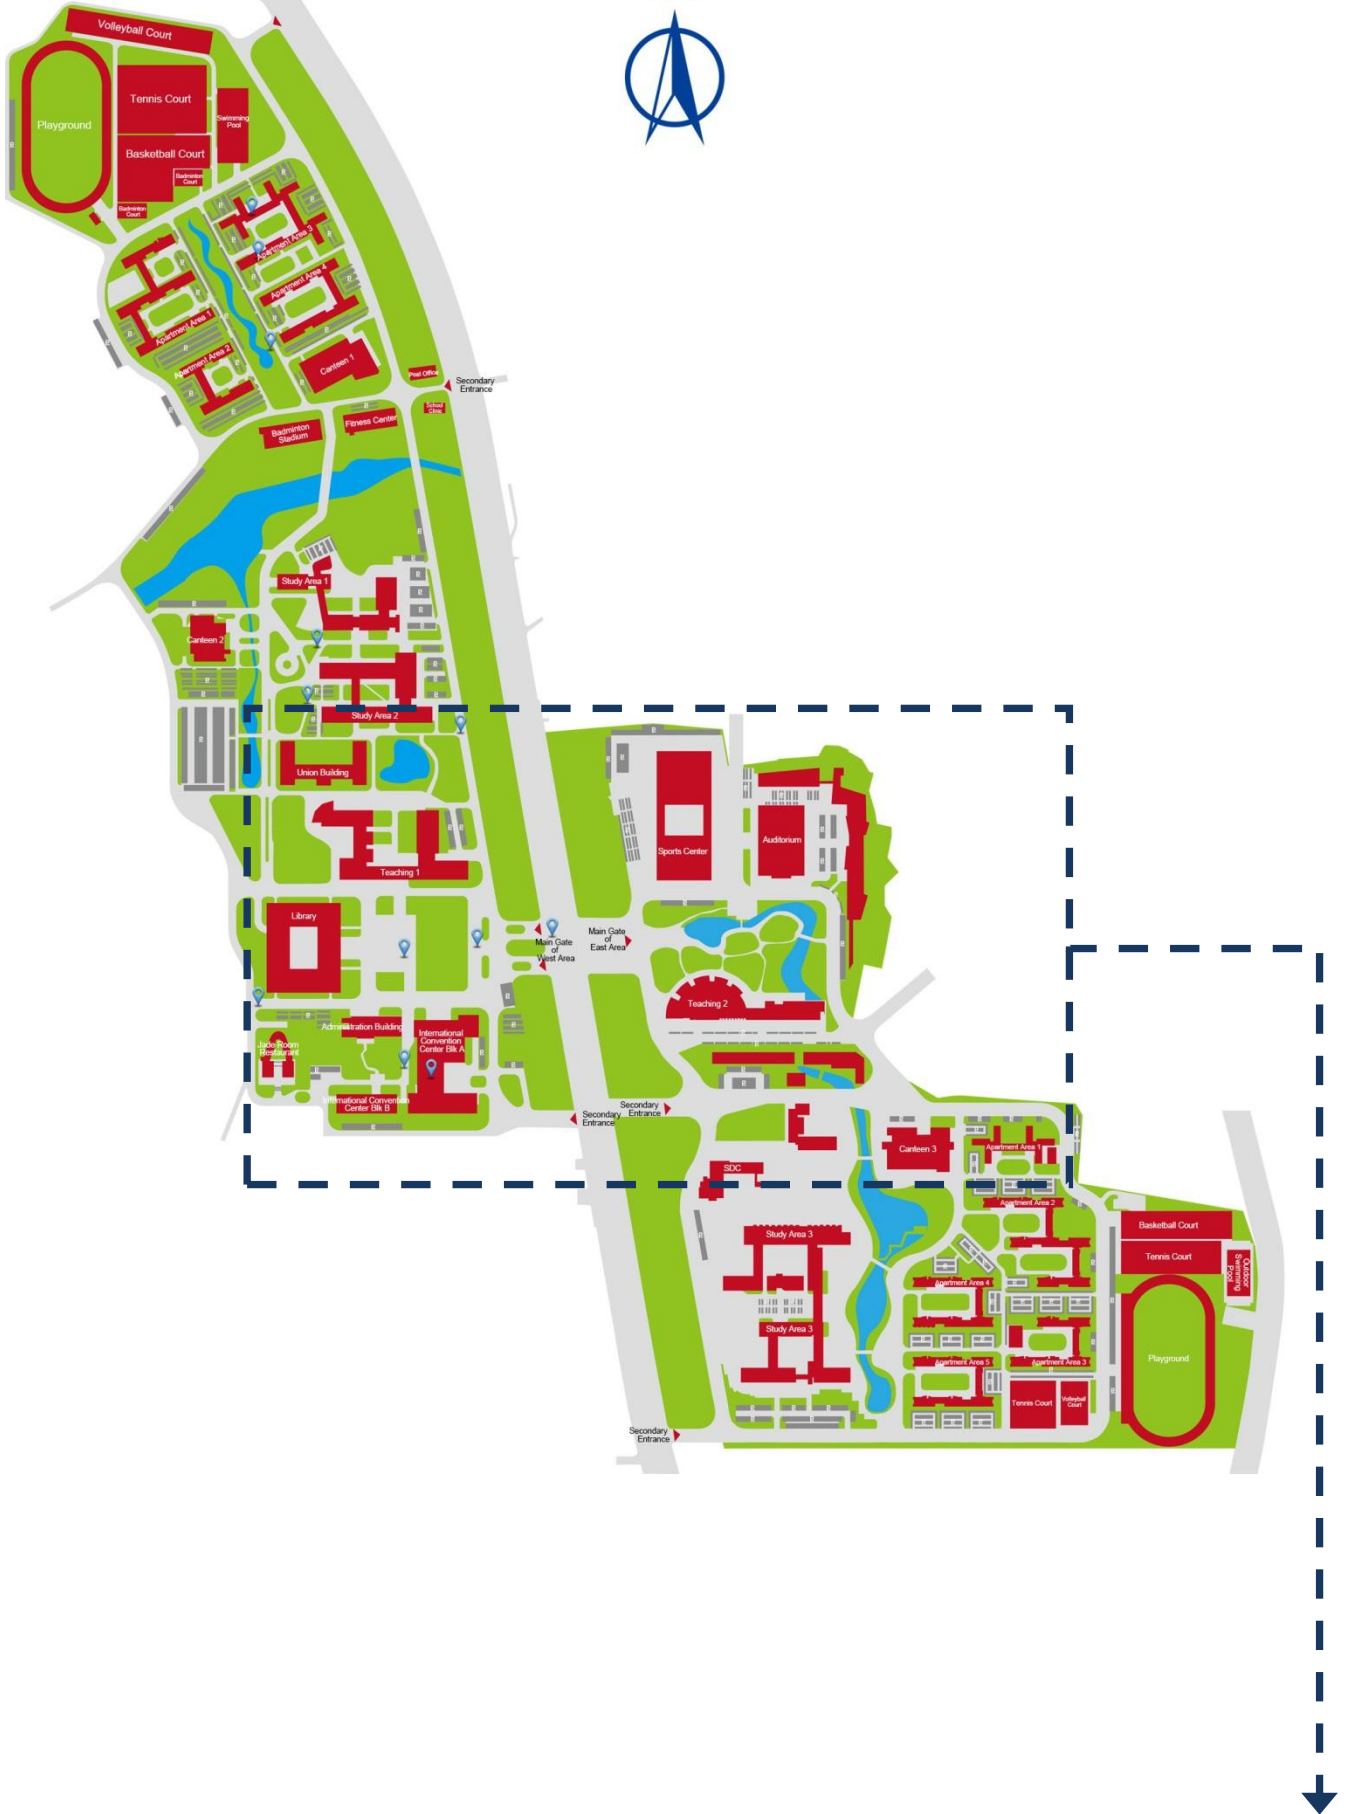 Volleyball Court
Tennis Court
Swimming
Pool
Playground
Basketball Court
Badminton
Court
Badminton
Court
Apartment Area 3
Apartment Area 4
Apartment Area 1
Apartment Area 2
Canteen 1
Post Office
Secondary
Entrance
School
Clinic
Fitness Center
Badminton
Stadium
Study Area 1
Canteen 2
Study Area 2
Union Building
Teaching 1
Sports Center
Auditorium
Library
Main Gate
of
West Area
Main Gate
of
East Area
Teaching 2
Administration Building
International
Convention
Center Blk A
Jade Room
Restaurant
International Convention
Center Blk B
Secondary
Entrance
Secondary
Entrance
Canteen 3
Apartment Area 1
SDC
Apartment Area 2
Basketball Court
Study Area 3
Tennis Court
Outdoor
Swimming
Pool
Apartment Area 4
Study Area 3
Playground
Apartment Area 5
Apartment Area 3
Tennis Court
Volleyball
Court
Secondary
Entrance